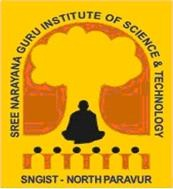 SREE NARAYANA GURU INSTITUTE OF SCIENCE & TECHNOLOGY
SNGIST - NORTH PARAVUR